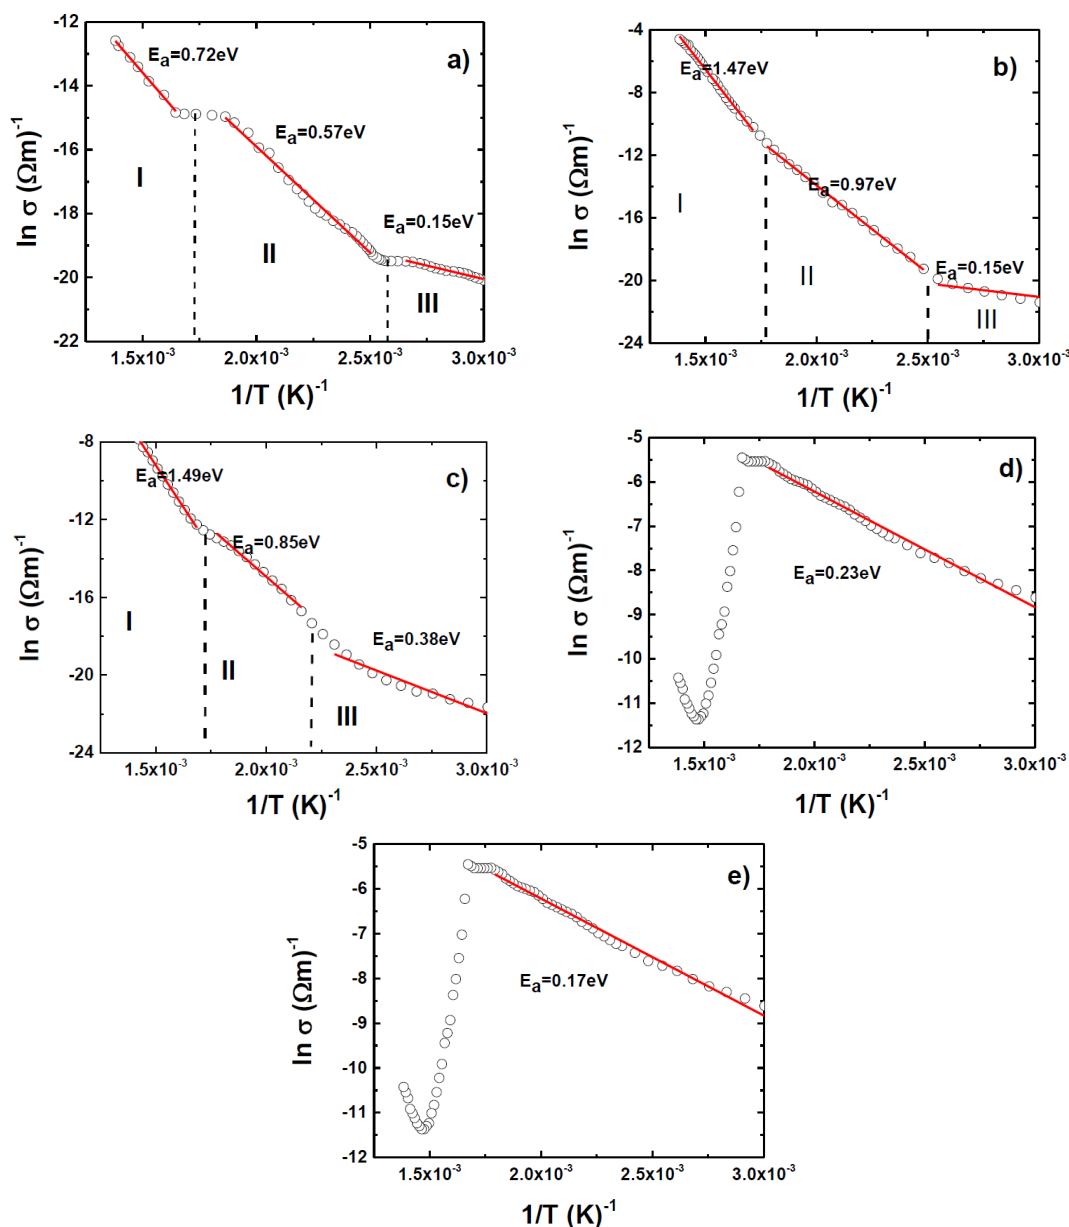 a)
Ea=0.72eV
Ea=0.57eV
Ea=0.15eV
I
II
III
-12
-14
-16
-18
-20
-22
ln σ (Ωm)-1
1.5x10-3
2.0x10-3
2.5x10-3
3.0x10-3
1/T (K)-1
b)
Ea=1.47eV
Ea=0.97eV
Ea=0.15eV
I
II
III
-4
-8
-12
-16
-20
-24
ln σ (Ωm)-1
1.5x10-3
2.0x10-3
2.5x10-3
3.0x10-3
1/T (K)-1
c)
Ea=1.49eV
Ea=0.85eV
Ea=0.38eV
I
II
III
-8
-12
-16
-20
-24
ln σ (Ωm)-1
1.5x10-3
2.0x10-3
2.5x10-3
3.0x10-3
1/T (K)-1
d)
Ea=0.23eV
-5
-6
-7
-8
-9
-10
-11
-12
ln σ (Ωm)-1
1.5x10-3
2.0x10-3
2.5x10-3
3.0x10-3
1/T (K)-1
e)
Ea=0.17eV
-5
-6
-7
-8
-9
-10
-11
-12
ln σ (Ωm)-1
1.5x10-3
2.0x10-3
2.5x10-3
3.0x10-3
1/T (K)-1